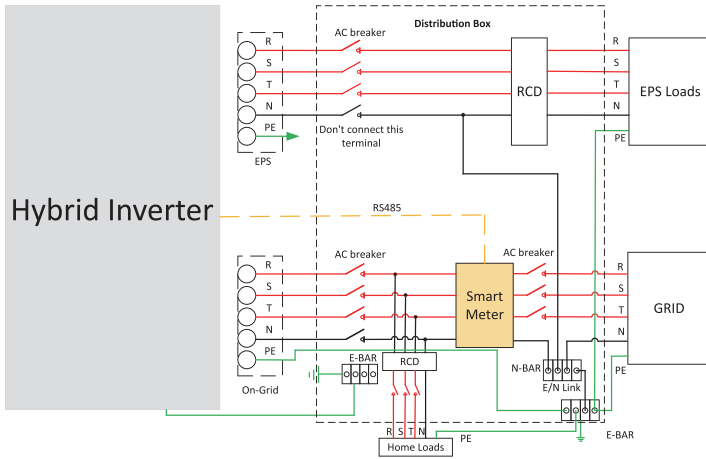 Distribution Box
AC breaker
R
S
T
N
PE
EPS
Don't connect this
terminal
RCD
R
S
T
N
PE
EPS Loads
Hybrid Inverter
RS485
AC breaker
AC breaker
R
S
T
N
PE
On-Grid
Smart
Meter
R
S
T
N
PE
GRID
E-BAR
RCD
N-BAR
E/N Link
E-BAR
R S T N
PE
Home Loads